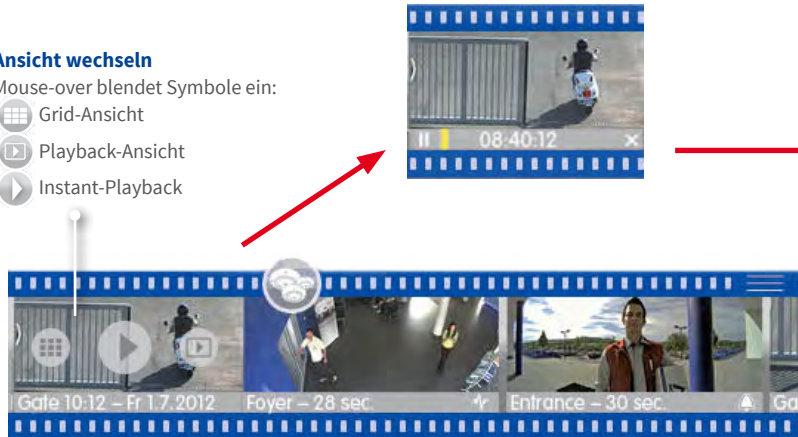 Ansicht wechseln
Mouse-over blendet Symbole ein:
Grid-Ansicht
Playback-Ansicht
Instant-Playback
08:40:12
Gate 10:12 – Fr 1.7.2012
Foyer – 28 sec.
Entrance – 30 sec.
Ga